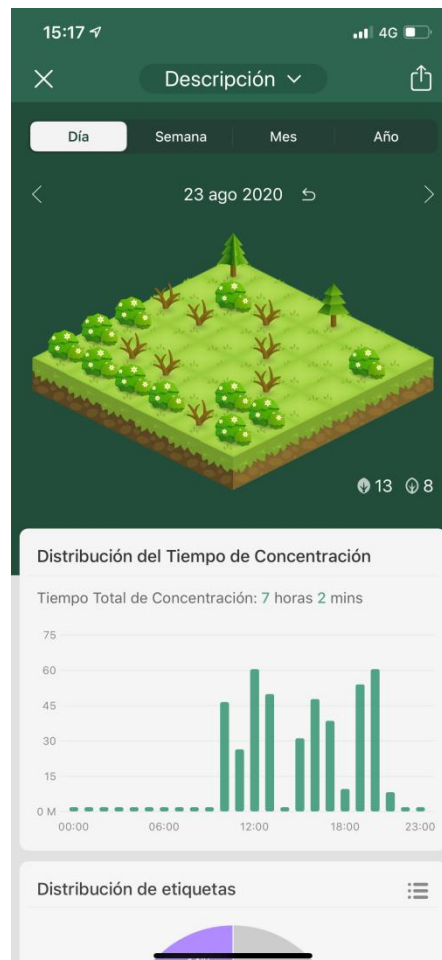 15:17 4G
Descripción
Día Semana Mes Año
23 ago 2020
13 8
Distribución del Tiempo de Concentración
Tiempo Total de Concentración: 7 horas 2 mins
75
60
45
30
15
0 M
00:00 06:00 12:00 18:00 23:00
Distribución de etiquetas